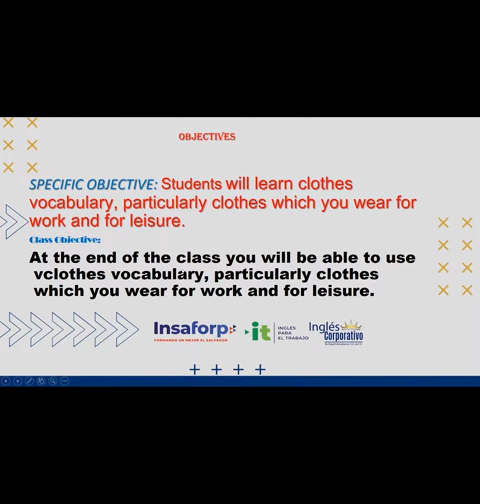 OBJECTIVES
SPECIFIC OBJECTIVE: Students will learn clothes
vocabulary, particularly clothes which you wear for
work and for leisure.
Class Objective;
At the end of the class you will be able to use
vclothes vocabulary, particularly clothes
which you wear for work and for leisure.
Insaforp
FORMANDO UN MEJOR EL SALVADOR
it
INGLÉS
PARA
EL TRABAJO
Inglés
Corporativo